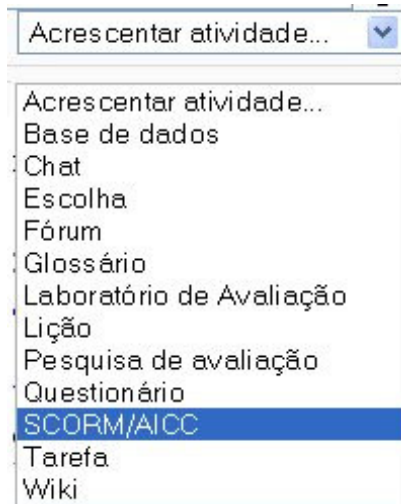 Acrescentar atividade...
Acrescentar atividade...
Base de dados
Chat
Escolha
Fórum
Glossário
Laboratório de Avaliação
Lição
Pesquisa de avaliação
Questionário
SCORM/AICC
Tarefa
Wiki